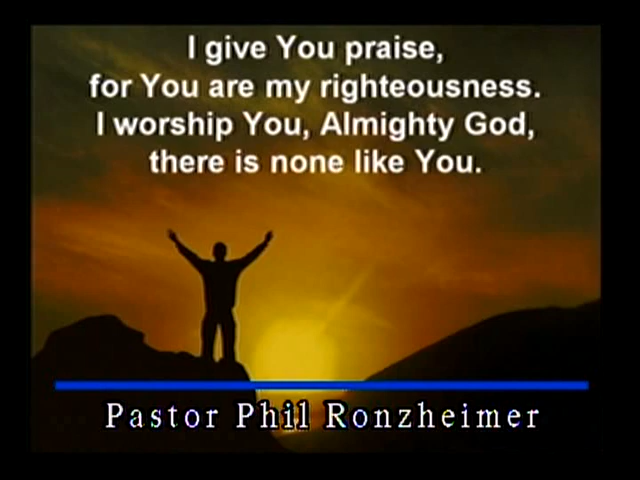 I give You praise,
for You are my righteousness.
I worship You, Almighty God,
there is none like You.
Pastor Phil Ronzheimer